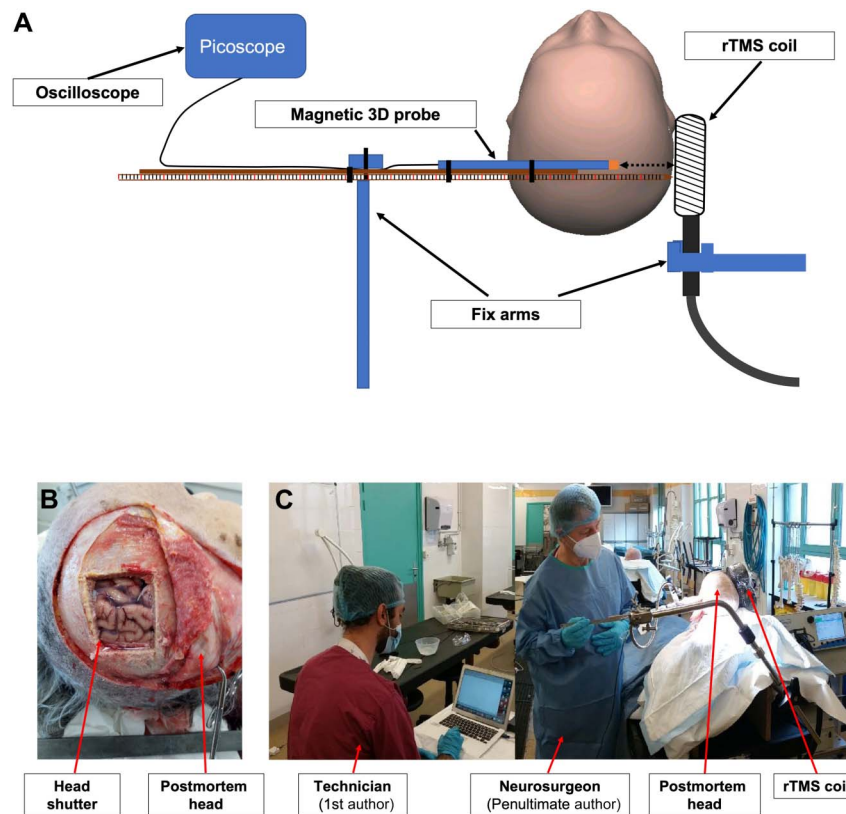 A
Picoscope
rTMS coil
Oscilloscope
Magnetic 3D probe
Fix arms
B
C
Head
shutter
Postmortem
head
Technician
(1st author)
Neurosurgeon
(Penultimate author)
Postmortem
head
rTMS coi